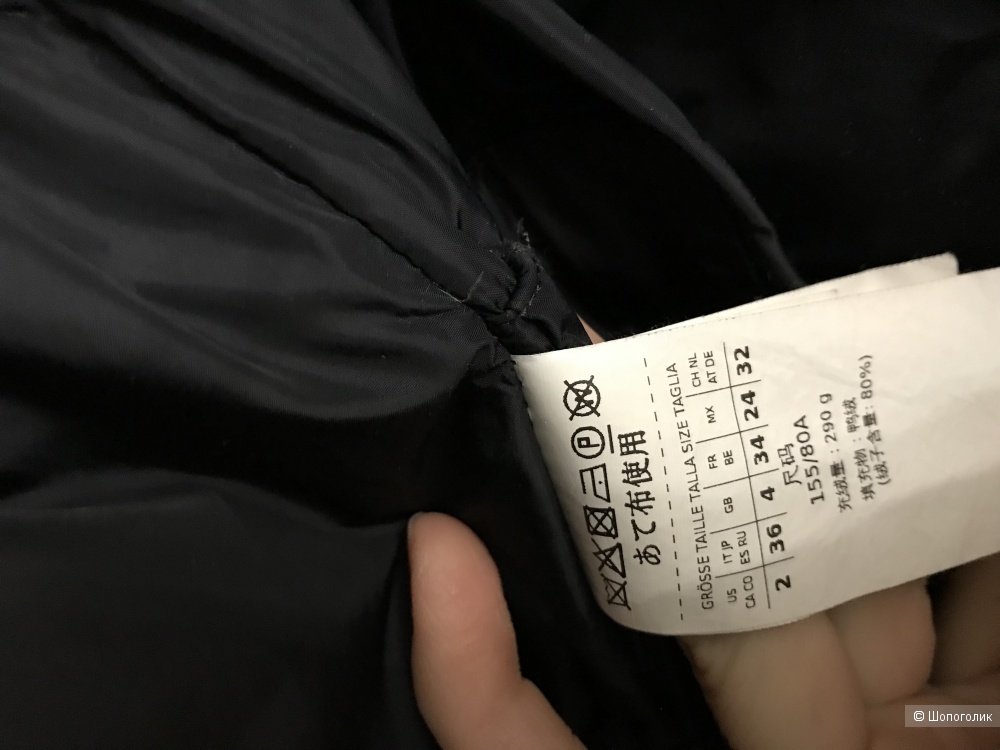 あて布使用
GRÖSSE TAILLE TALLA SIZE TAGLIA
US CA CO
IT JP ES RU
GB
FR BE
MX
CH NL AT DE
2 36 4 34 24 32
尺码
155/80A
充绒量：290 g
填充物：鸭绒
(绒子含量：80%)
© Шопоголик